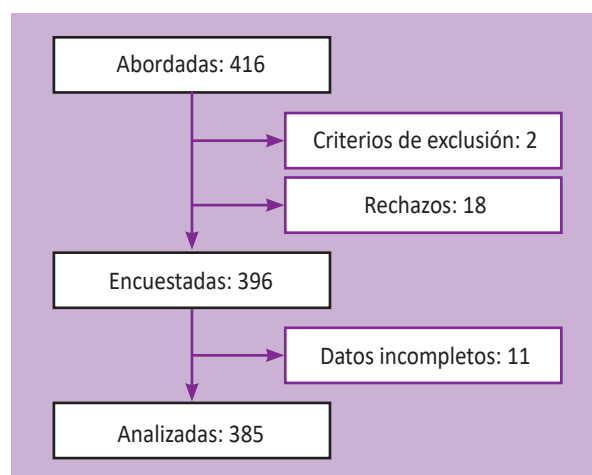 Abordadas: 416
Criterios de exclusión: 2
Rechazos: 18
Encuestadas: 396
Datos incompletos: 11
Analizadas: 385